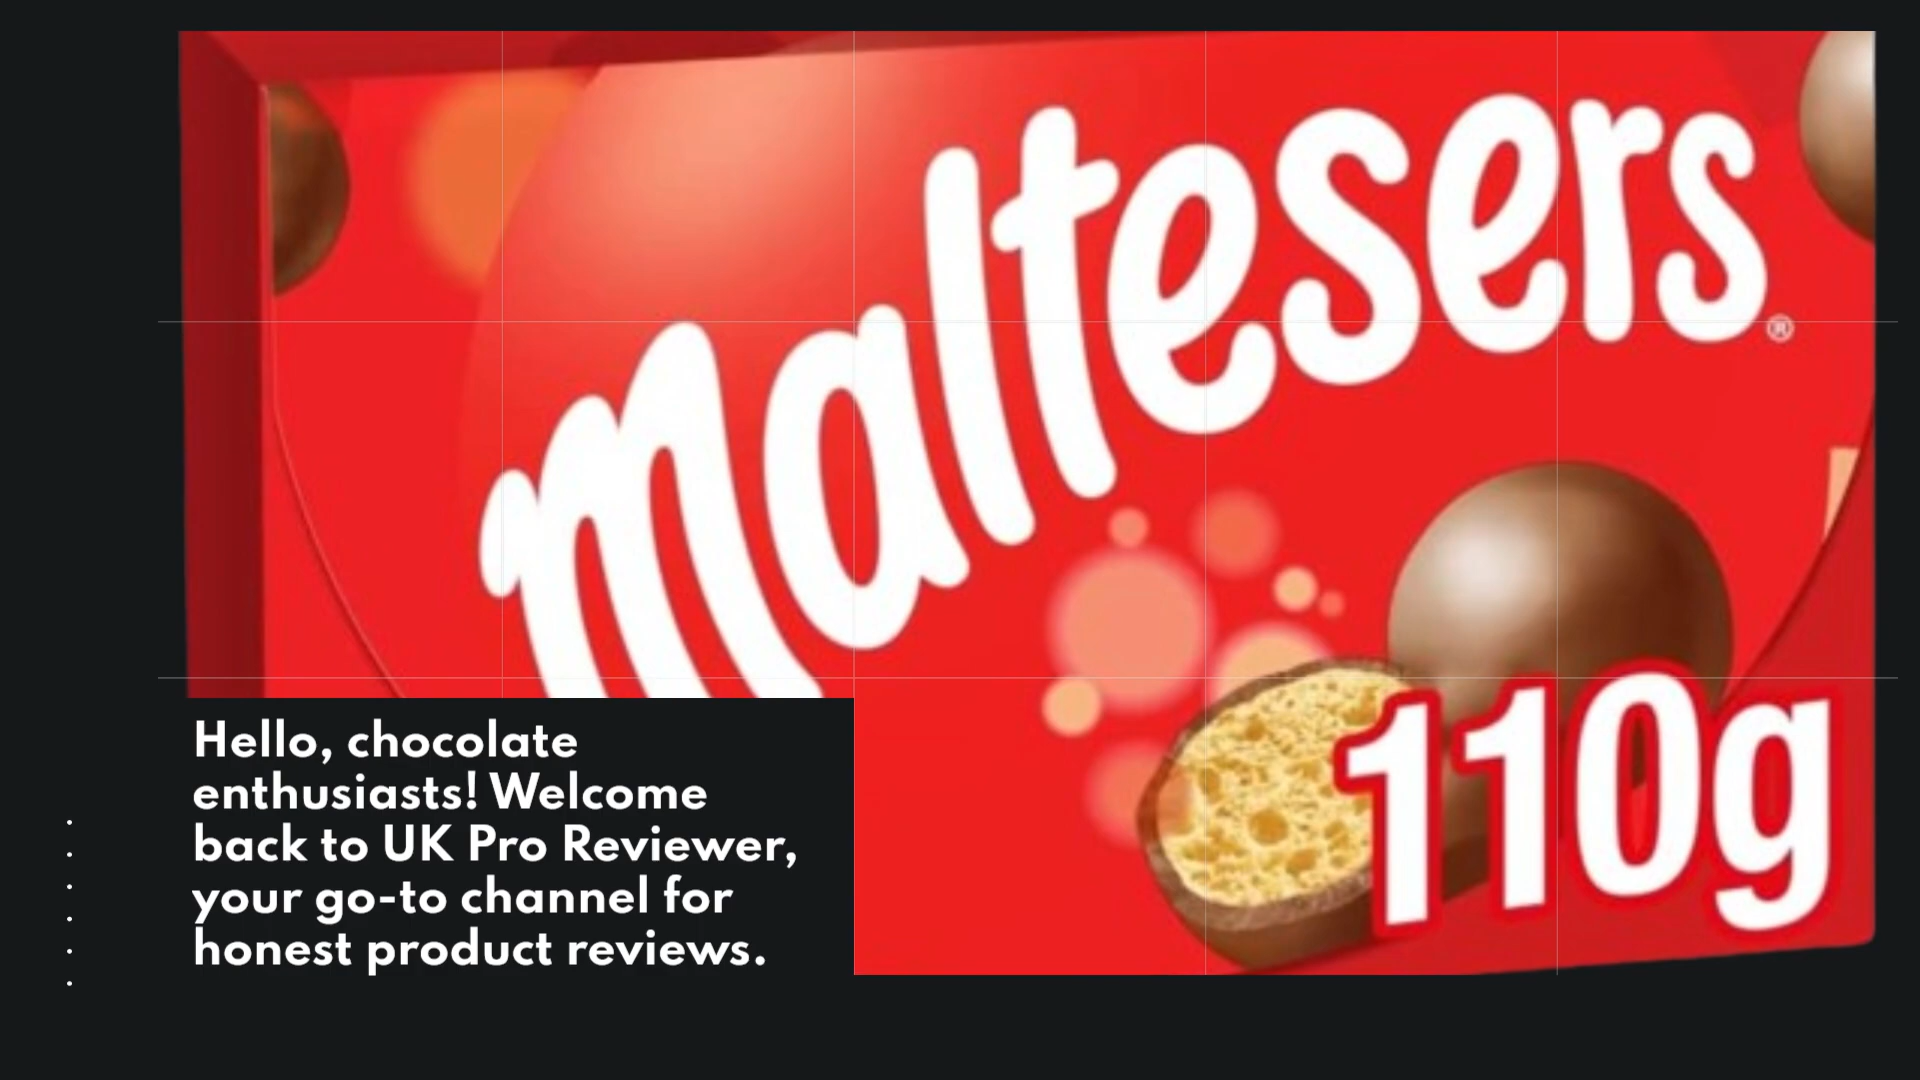 Maltesers®
110g
Hello, chocolate
enthusiasts! Welcome
back to UK Pro Reviewer,
your go-to channel for
honest product reviews.